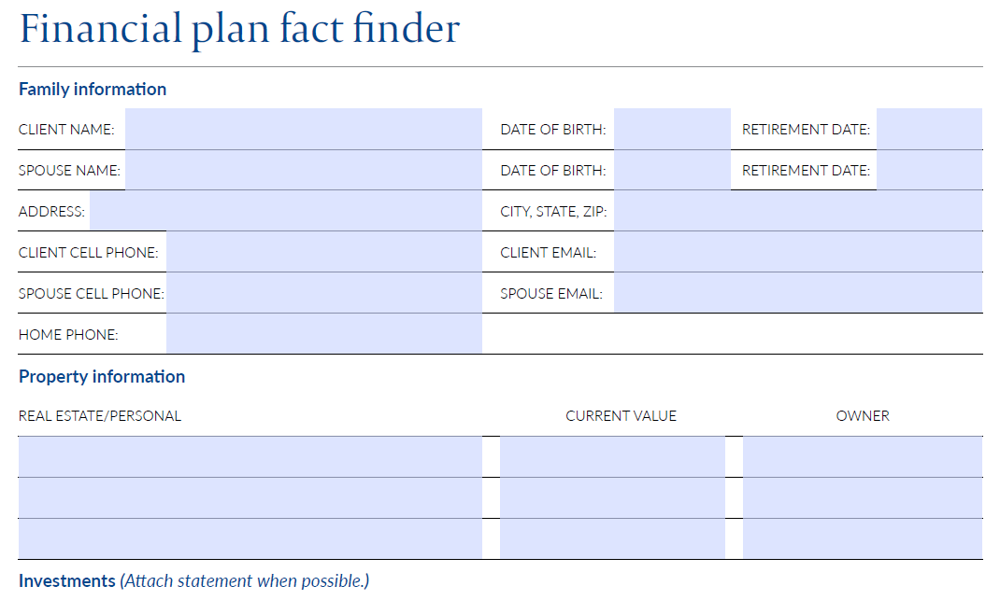 Financial plan fact finder
Family information
CLIENT NAME: DATE OF BIRTH: RETIREMENT DATE:
SPOUSE NAME: DATE OF BIRTH: RETIREMENT DATE:
ADDRESS: CITY, STATE, ZIP:
CLIENT CELL PHONE: CLIENT EMAIL:
SPOUSE CELL PHONE: SPOUSE EMAIL:
HOME PHONE:
Property information
REAL ESTATE/PERSONAL CURRENT VALUE OWNER
Investments (Attach statement when possible.)